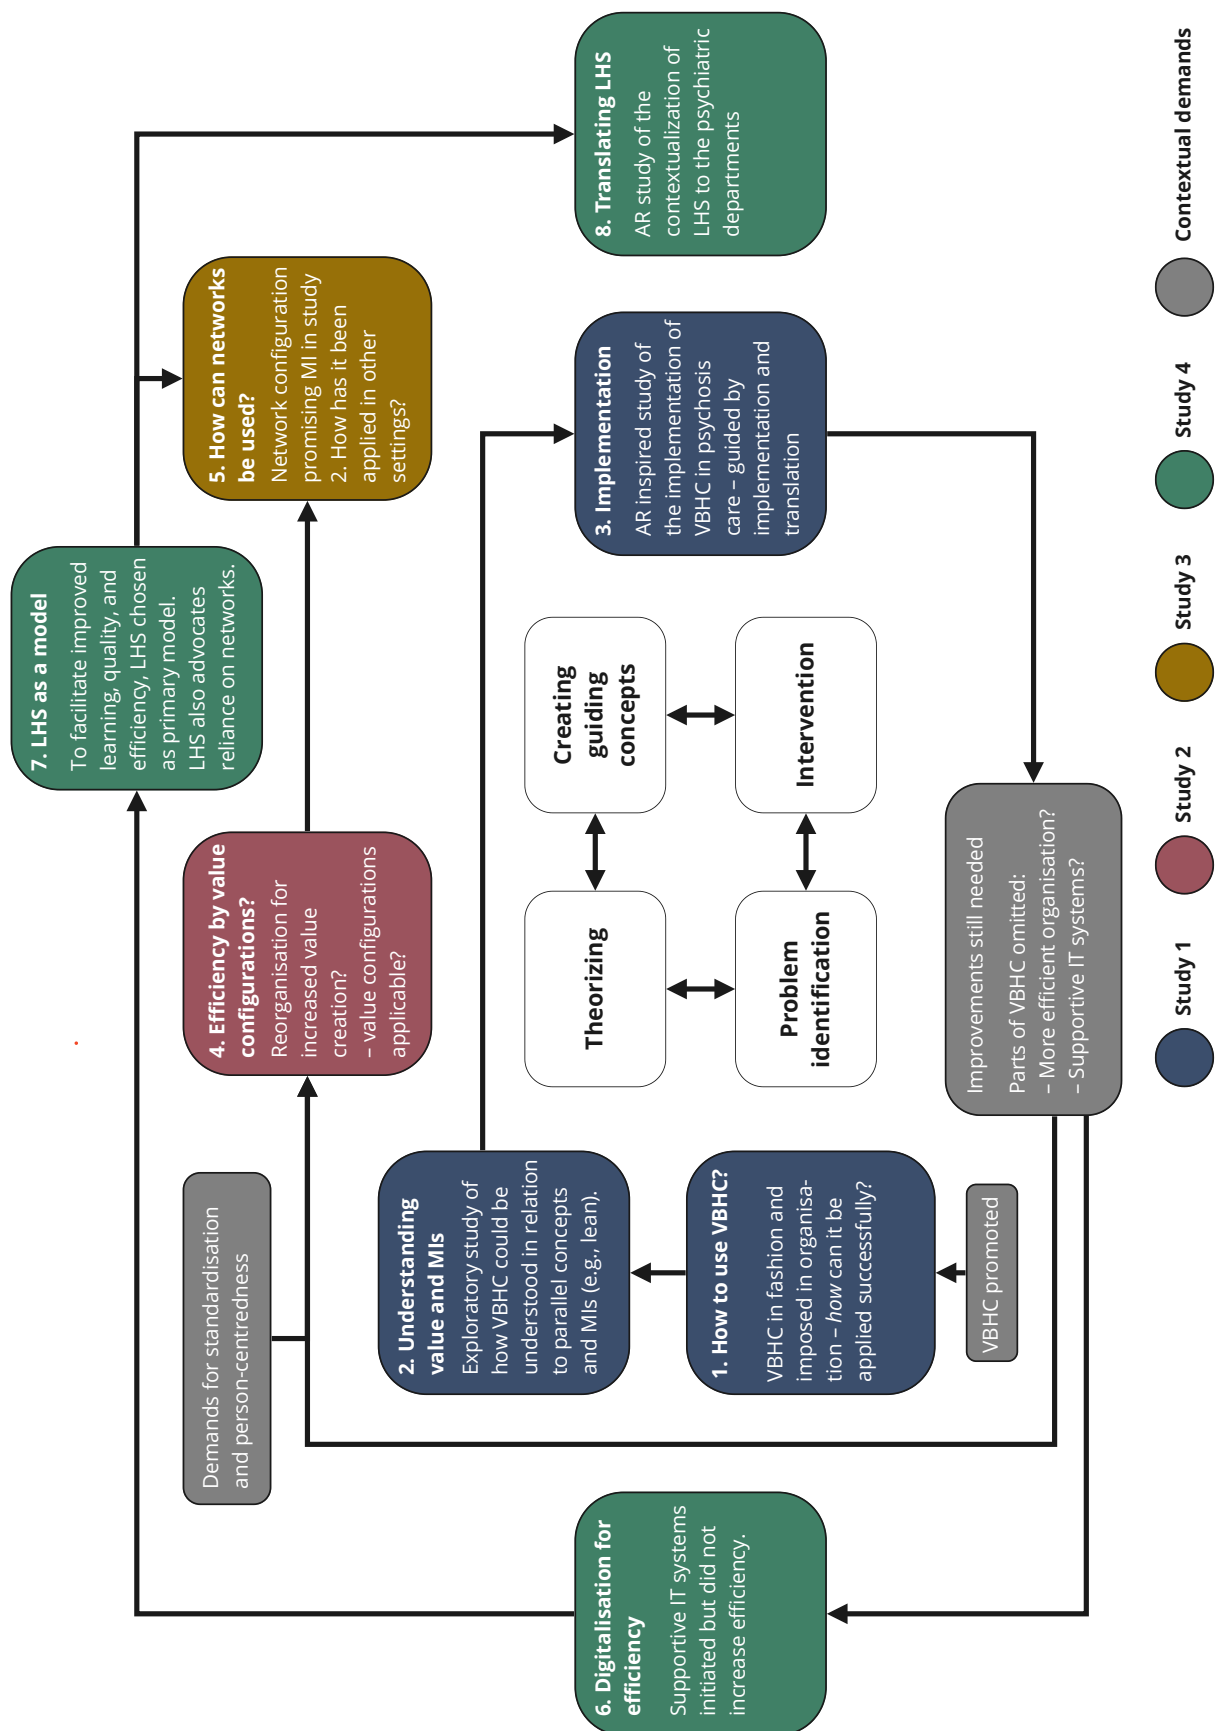 6. Digitalisation for
efficiency
Supportive IT systems
initiated but did not
increase efficiency.
Demands for standardisation
and person-centredness
2. Understanding
value and MIs
Exploratory study of
how VBHC could be
understood in relation
to parallel concepts
and MIs (e.g., lean).
1. How to use VBHC?
VBHC in fashion and
imposed in organisa-
tion – how can it be
applied successfully?
VBHC promoted
4. Efficiency by value
configurations?
Reorganisation for
increased value
creation?
– value configurations
applicable?
Theorizing
Problem
identification
Creating
guiding
concepts
Intervention
Improvements still needed
Parts of VBHC omitted:
– More efficient organisation?
– Supportive IT systems?
7. LHS as a model
To facilitate improved
learning, quality, and
efficiency, LHS chosen
as primary model.
LHS also advocates
reliance on networks.
5. How can networks
be used?
Network configuration
promising MI in study
2. How has it been
applied in other
settings?
3. Implementation
AR inspired study of
the implementation of
VBHC in psychosis
care – guided by
implementation and
translation
8. Translating LHS
AR study of the
contextualization of
LHS to the psychiatric
departments
Study 1
Study 2
Study 3
Study 4
Contextual demands